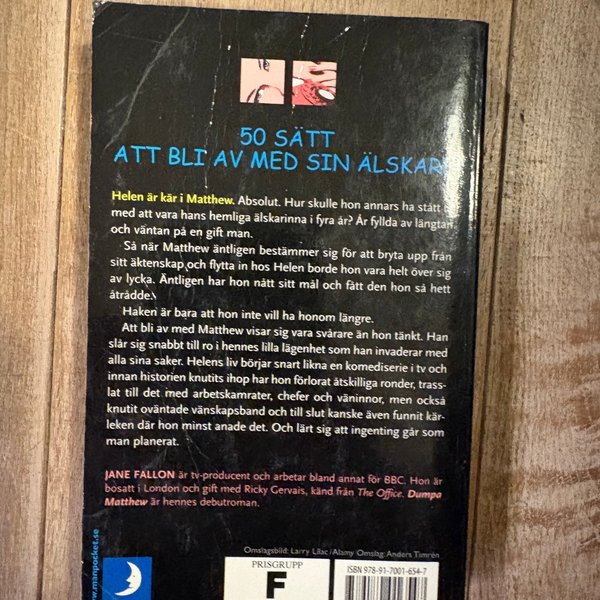 50 SÄTT
ATT BLI AV MED SIN ÄLSKARE
Helen är kär i Matthew. Absolut. Hur skulle hon annars ha stått
med att vara hans hemliga älskarinna i fyra år? År fyllda av längtan
och väntan på en gift man.
Så när Matthew äntligen bestämmer sig för att bryta upp från
sitt äktenskap och flytta in hos Helen borde hon vara helt över sig
av lycka. Äntligen har hon nått sitt mål och fått den hon så hett
åtrådde.
Haken är bara att hon inte vill ha honom längre.
Att bli av med Matthew visar sig vara svårare än hon tänkt. Han
slår sig snabbt till ro i hennes lilla lägenhet som han invaderar med
alla sina saker. Helens liv börjar snart likna en komediserie i tv och
innan historien knutits ihop har hon förlorat åtskilliga ronder, trass-
lat till det med arbetskamrater, chefer och väninnor, men också
knutit oväntade vänskapsband och till slut kanske även funnit kär-
leken där hon minst anade det. Och lärt sig att ingenting går som
man planerat.
JANE FALLON är tv-producent och arbetar bland annat för BBC. Hon är
bosatt i London och gift med Ricky Gervais, känd från The Office. Dumpa
Matthew är hennes debutroman.
Omslagsbild: Larry Lilac/Alamy Omslag: Anders Timrén
www.manpocket.se
PRISGRUPP
F
ISBN 978-91-7001-654-7